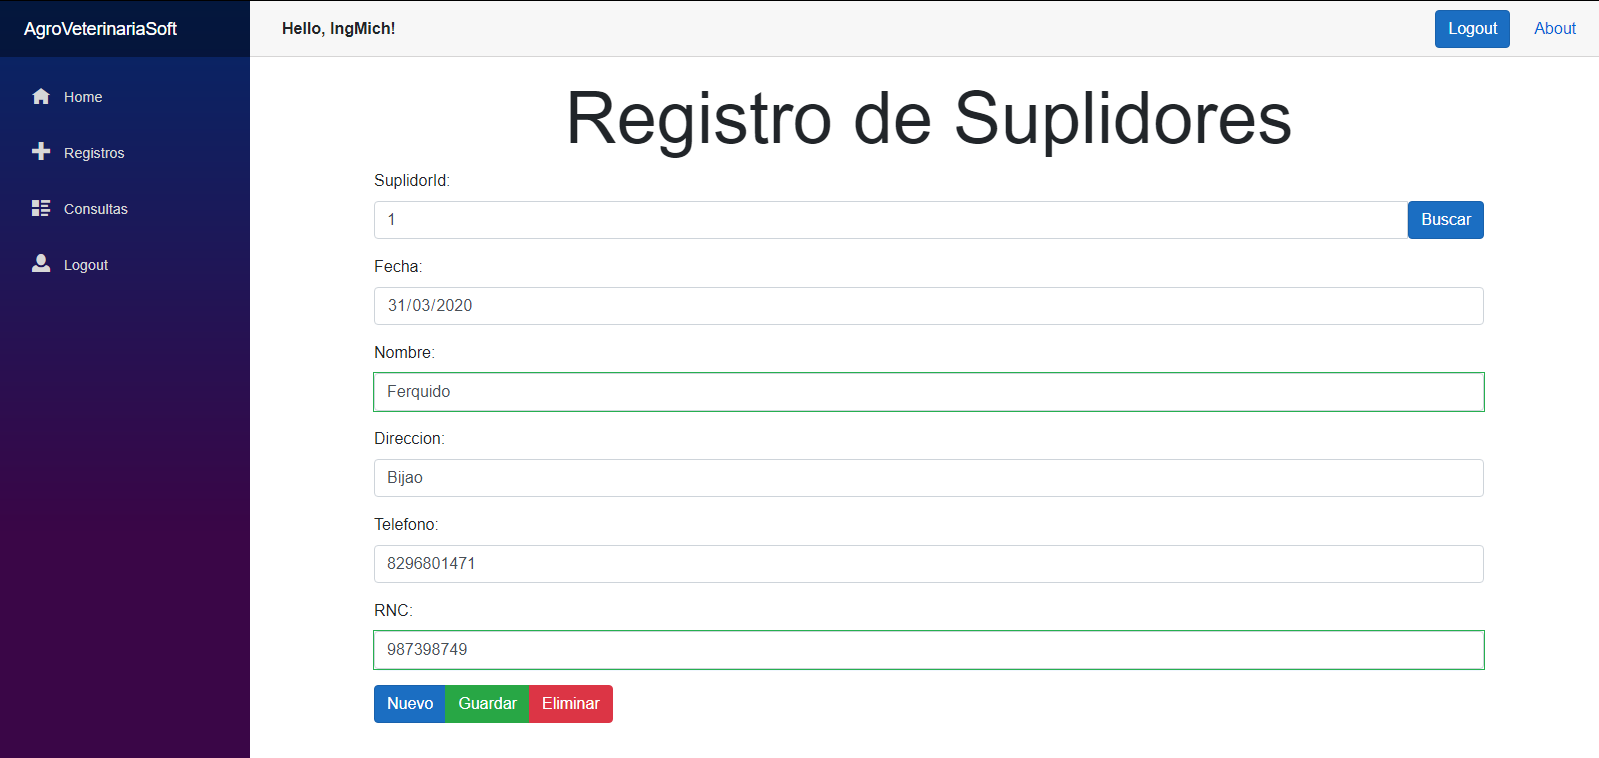 AgroVeterinariaSoft
Hello, IngMich!
Logout
About
Home
Registros
Consultas
Logout
Registro de Suplidores
SuplidorId:
1
Buscar
Fecha:
31/03/2020
Nombre:
Ferquido
Direccion:
Bijao
Telefono:
8296801471
RNC:
987398749
Nuevo
Guardar
Eliminar